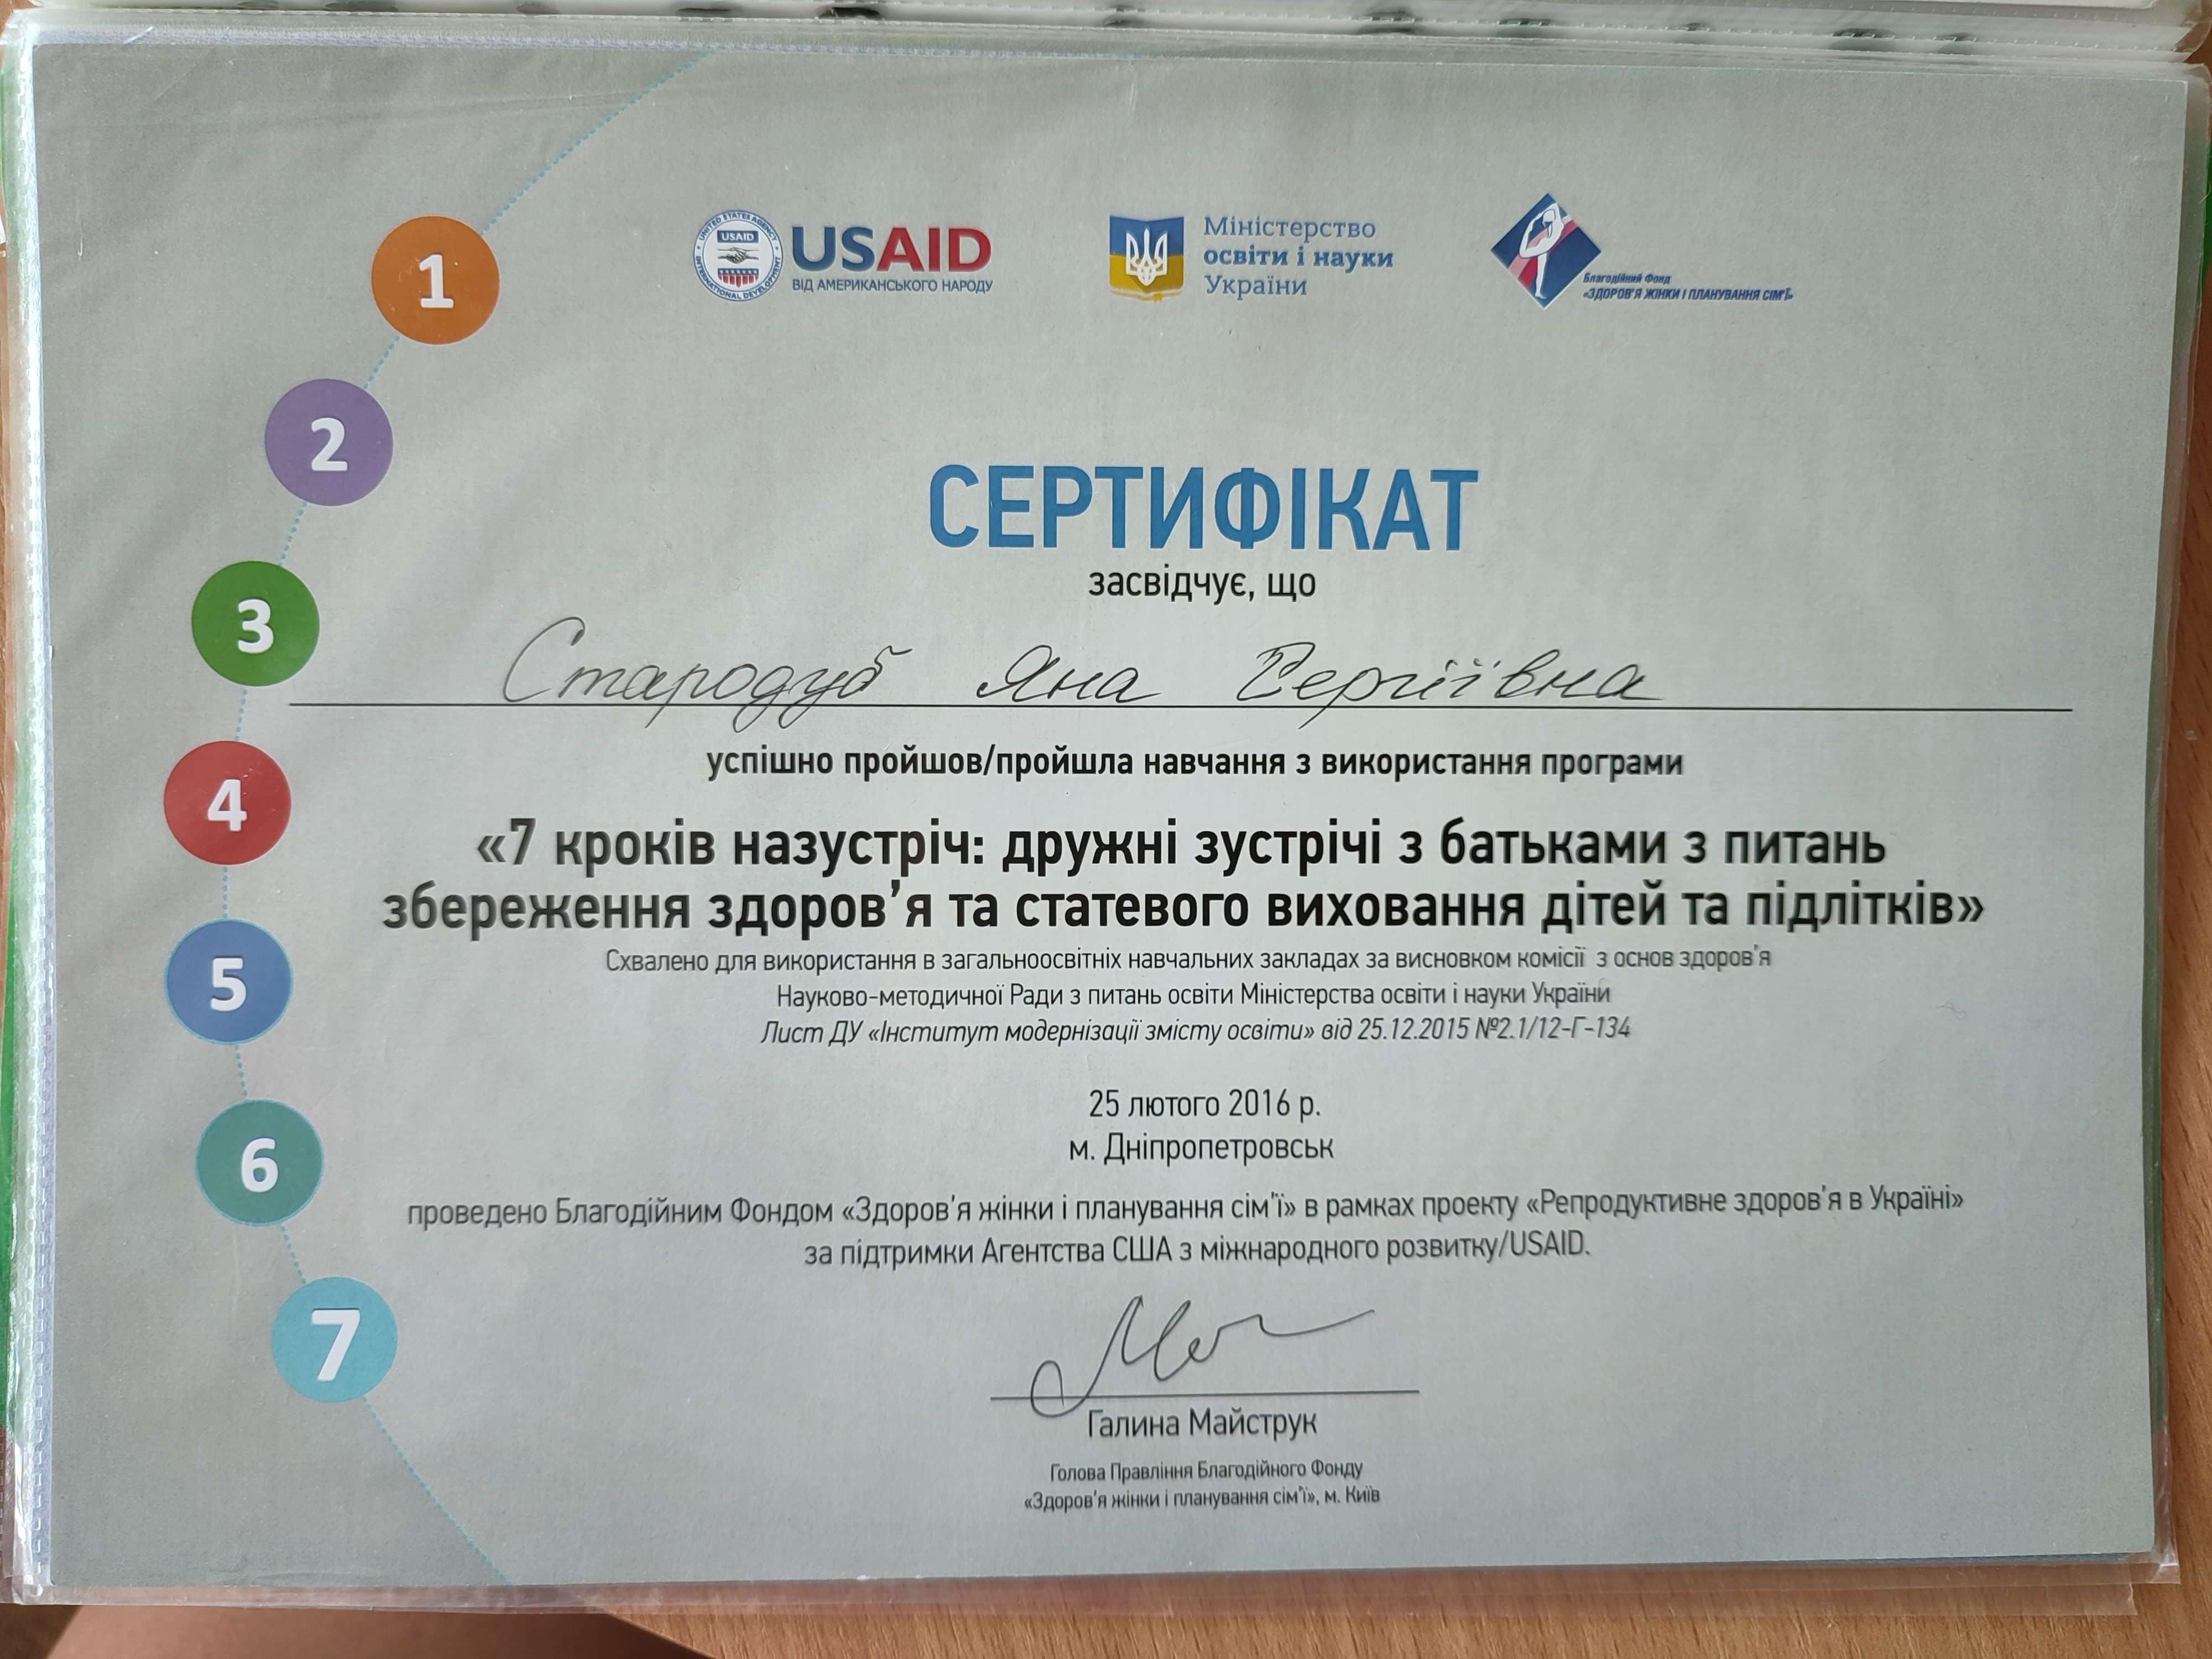 1
2
3
4
5
6
7
UNITED STATES AGENCY
INTERNATIONAL DEVELOPMENT
USAID
USAID
ВІД АМЕРИКАНСЬКОГО НАРОДУ
Міністерство
освіти і науки
України
Благодійний Фонд
«ЗДОРОВ'Я ЖІНКИ І ПЛАНУВАННЯ СІМ'Ї»
СЕРТИФІКАТ
засвідчує, що
Стародуб Яна Сергіївна
успішно пройшов/пройшла навчання з використання програми
«7 кроків назустріч: дружні зустрічі з батьками з питань
збереження здоров’я та статевого виховання дітей та підлітків»
Схвалено для використання в загальноосвітніх навчальних закладах за висновком комісії з основ здоров'я
Науково-методичної Ради з питань освіти Міністерства освіти і науки України
Лист ДУ «Інститут модернізації змісту освіти» від 25.12.2015 №2.1/12-Г-134
25 лютого 2016 р.
м. Дніпропетровськ
проведено Благодійним Фондом «Здоров'я жінки і планування сім'ї» в рамках проекту «Репродуктивне здоров'я в Україні»
за підтримки Агентства США з міжнародного розвитку/USAID.
Галина Майструк
Голова Правління Благодійного Фонду
«Здоров'я жінки і планування сім'ї», м. Київ